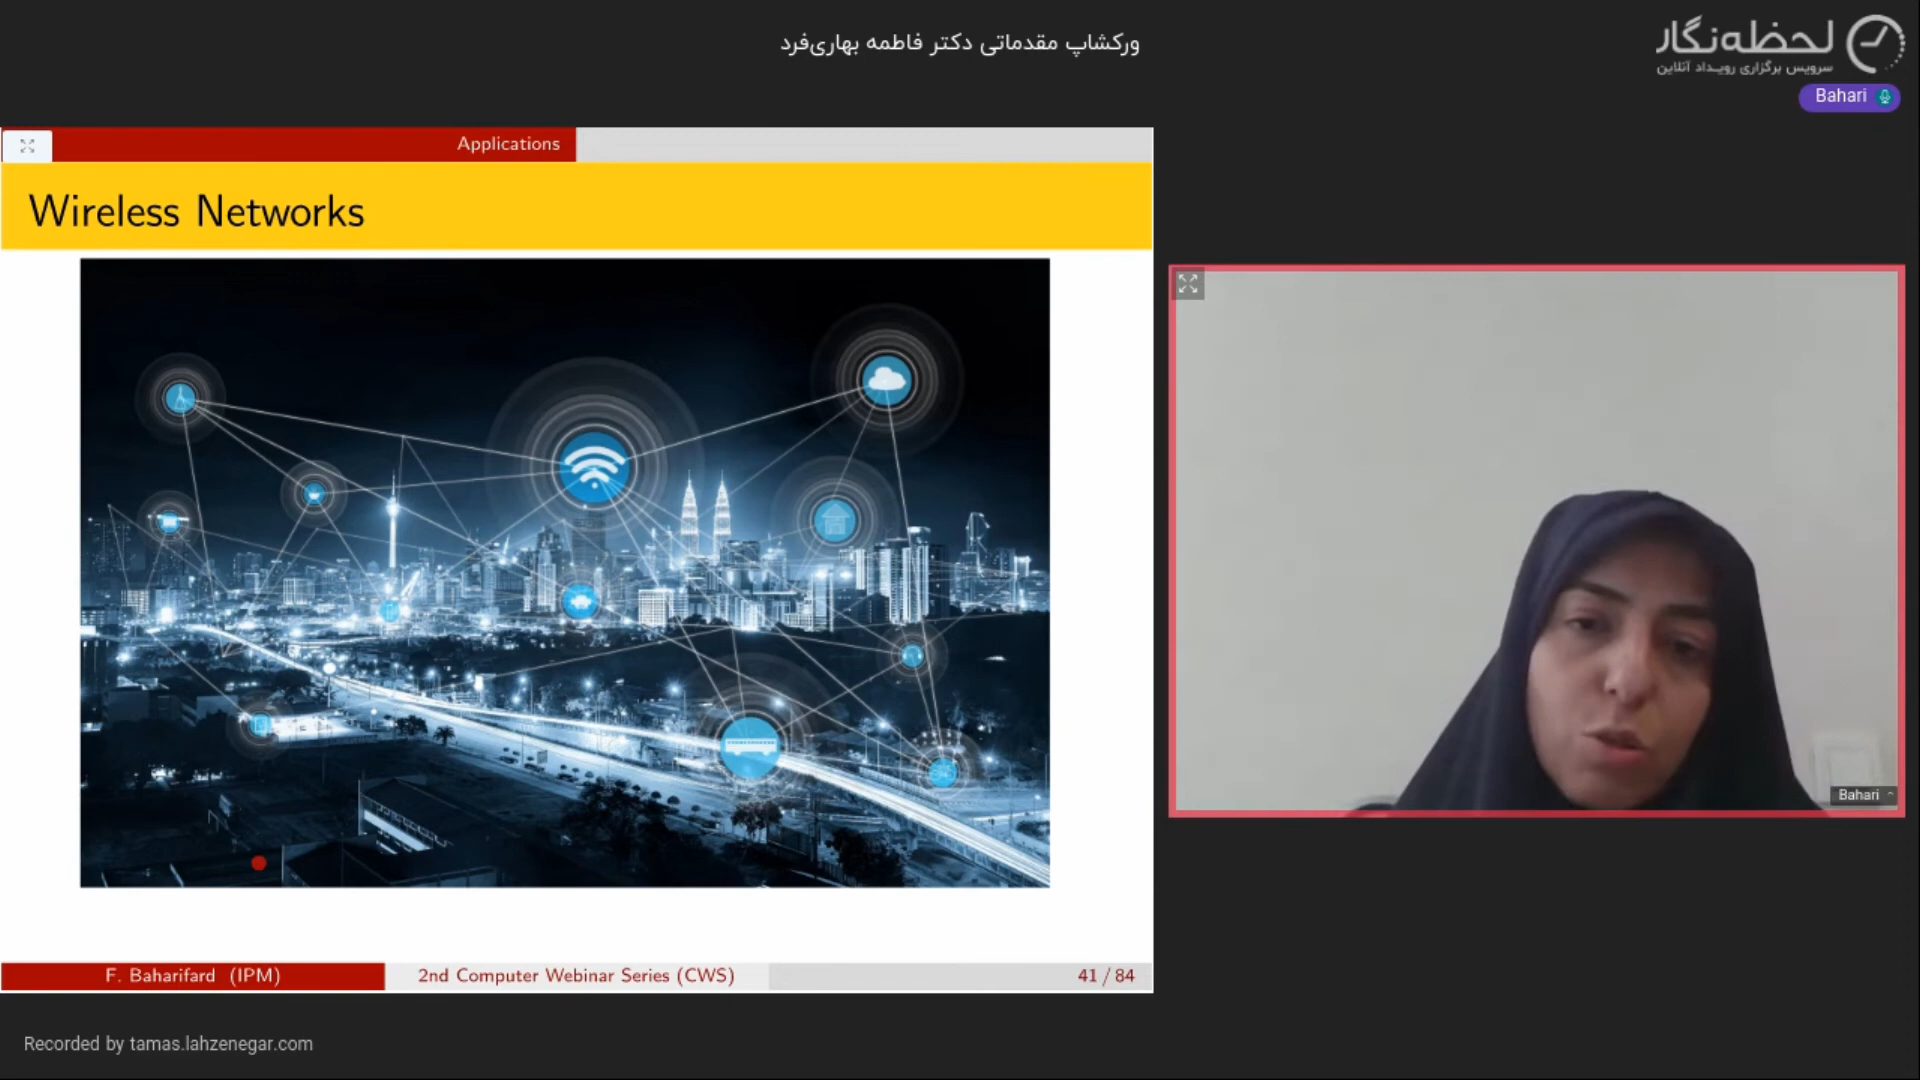 ورکشاپ مقدماتی دکتر فاطمه بهاری‌فرد
لحظه‌نگار
سرویس برگزاری رویداد آنلاین
Bahari
Applications
Wireless Networks
Bahari
F. Baharifard (IPM)
2nd Computer Webinar Series (CWS)
41 / 84
Recorded by tamas.lahzenegar.com